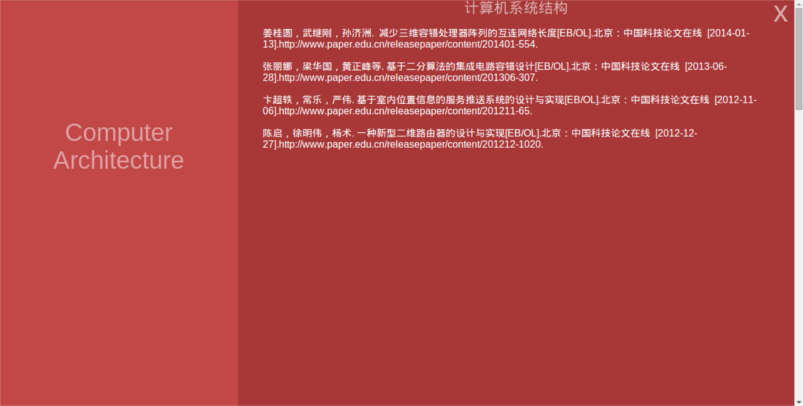 Computer
Architecture
计算机系统结构
X
姜桂圆，武继刚，孙济洲. 减少三维容错处理器阵列的互连网络长度[EB/OL].北京：中国科技论文在线 [2014-01-
13].http://www.paper.edu.cn/releasepaper/content/201401-554.
张丽娜，梁华国，黄正峰等. 基于二分算法的集成电路容错设计[EB/OL].北京：中国科技论文在线 [2013-06-
28].http://www.paper.edu.cn/releasepaper/content/201306-307.
卞超轶，常乐，严伟. 基于室内位置信息的服务推送系统的设计与实现[EB/OL].北京：中国科技论文在线 [2012-11-
06].http://www.paper.edu.cn/releasepaper/content/201211-65.
陈启，徐明伟，杨术. 一种新型二维路由器的设计与实现[EB/OL].北京：中国科技论文在线 [2012-12-
27].http://www.paper.edu.cn/releasepaper/content/201212-1020.